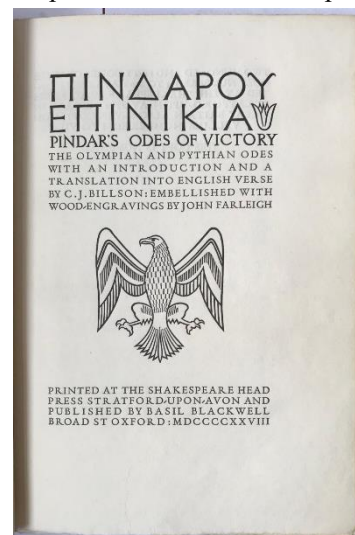 ΠΙΝΔΑΡΟΥ
ΕΠΙΝΙΚΙΑ
PINDAR'S ODES OF VICTORY
THE OLYMPIAN AND PYTHIAN ODES
WITH AN INTRODUCTION AND A
TRANSLATION INTO ENGLISH VERSE
BY C.J.BILLSON: EMBELLISHED WITH
WOOD-ENGRAVINGS BY JOHN FARLEIGH
PRINTED AT THE SHAKESPEARE HEAD
PRESS STRATFORD-UPON-AVON AND
PUBLISHED BY BASIL BLACKWELL
BROAD ST OXFORD : MDCCCCXXVIII